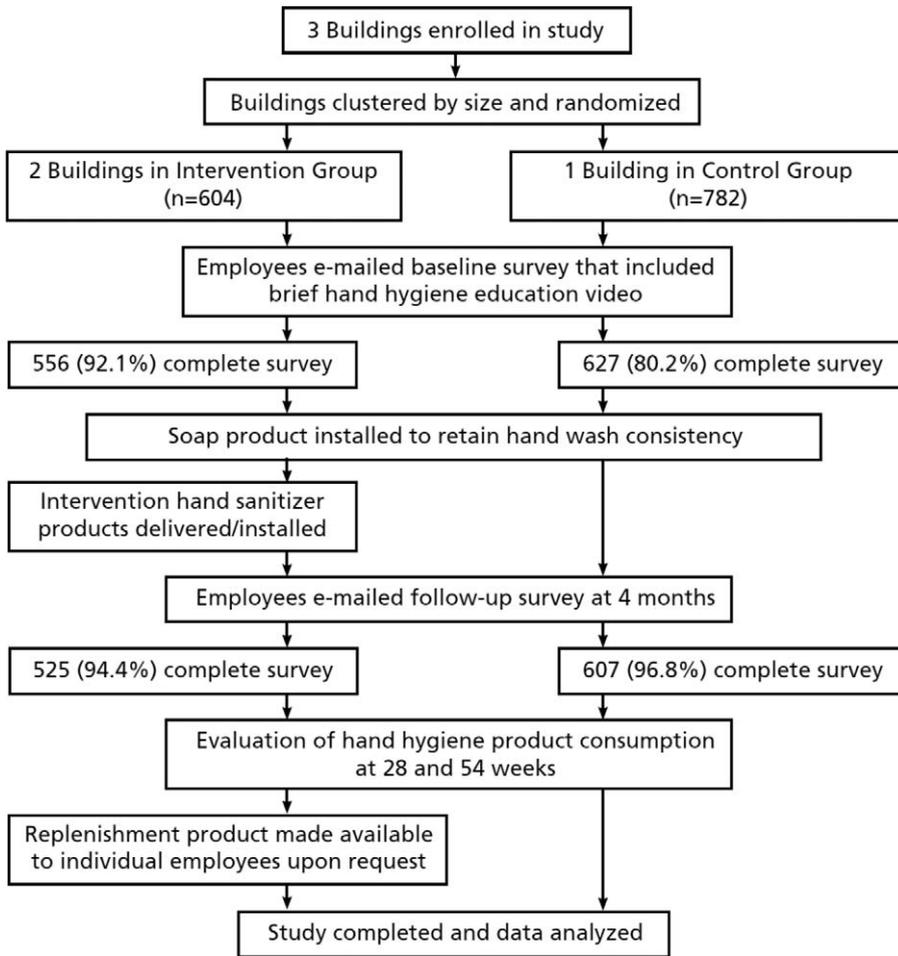 3 Buildings enrolled in study
Buildings clustered by size and randomized
2 Buildings in Intervention Group
(n=604)
1 Building in Control Group
(n=782)
Employees e-mailed baseline survey that included
brief hand hygiene education video
556 (92.1%) complete survey
627 (80.2%) complete survey
Soap product installed to retain hand wash consistency
Intervention hand sanitizer
products delivered/installed
Employees e-mailed follow-up survey at 4 months
525 (94.4%) complete survey
607 (96.8%) complete survey
Evaluation of hand hygiene product consumption
at 28 and 54 weeks
Replenishment product made available
to individual employees upon request
Study completed and data analyzed